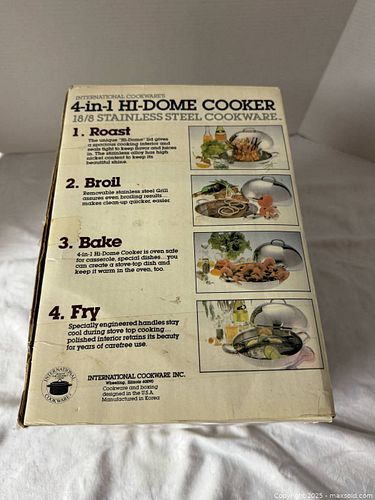 INTERNATIONAL COOKWARE'S
4-in-1 HI-DOME COOKER
18/8 STAINLESS STEEL COOKWARE
1. Roast
The unique "Hi-Dome" lid gives
a spacious cooking interior and
seals tight to keep flavor and juices
in. The stainless alloy has high
nickel content to keep its
beautiful shine.
2. Broil
Removable stainless steel Grill
assures even broiling results...
makes clean-up quicker, easier.
3. Bake
4-in-1 Hi-Dome Cooker is oven safe
for casserole, special dishes...you
can create a stove-top dish and
keep it warm in the oven, too.
4. Fry
Specially engineered handles stay
cool during stove top cooking...
polished interior retains its beauty
for years of carefree use.
INTERNATIONAL
COOKWARE
INTERNATIONAL COOKWARE INC.
Wheeling, Illinois 60090
Cookware and boxing
designed in the U.S.A.
Manufactured in Korea
Copyright ©2025 - maxsold.com